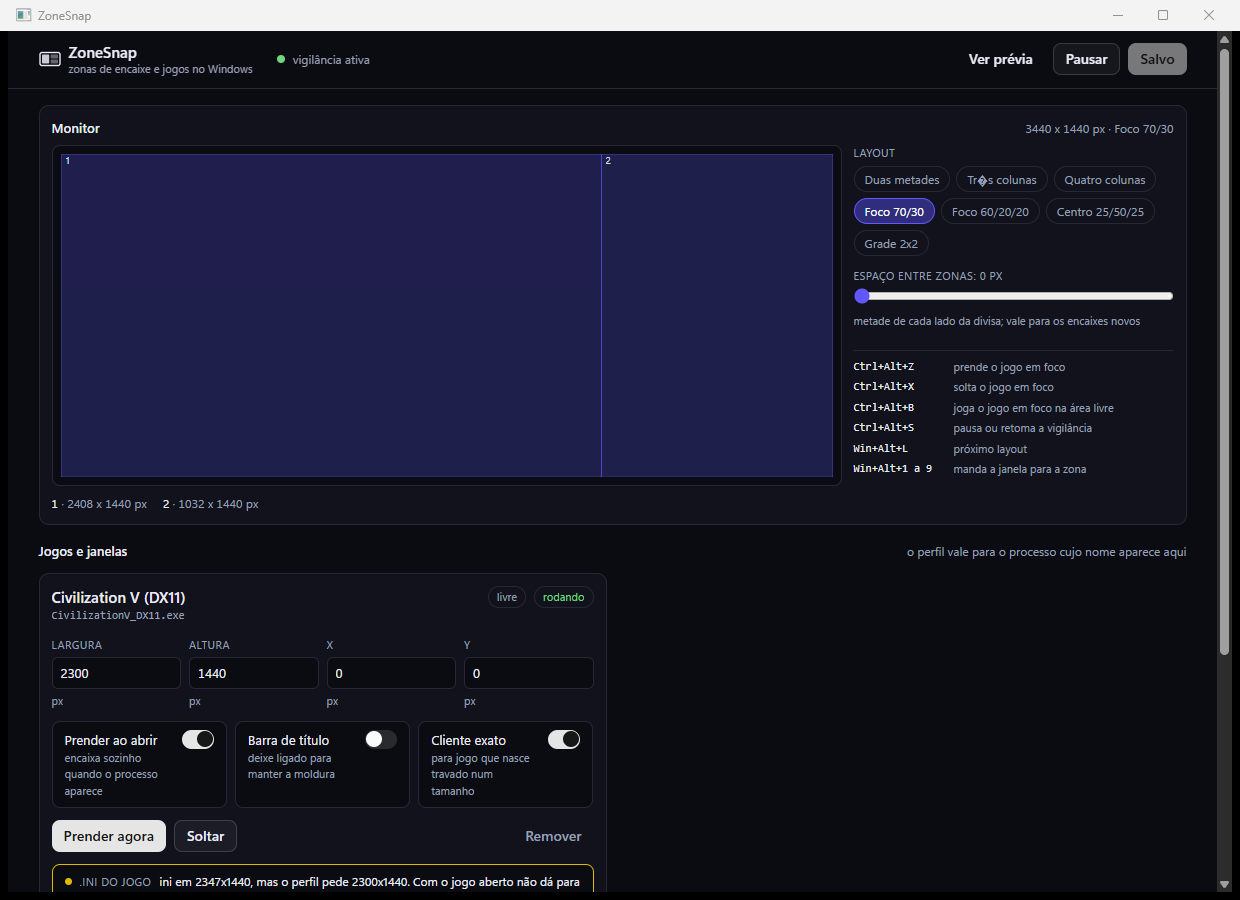 ZoneSnap
ZoneSnap
zonas de encaixe e jogos no Windows
vigilância ativa
Ver prévia
Pausar
Salvo
Monitor
3440 x 1440 px · Foco 70/30
1
2
LAYOUT
Duas metades
Tr�s colunas
Quatro colunas
Foco 70/30
Foco 60/20/20
Centro 25/50/25
Grade 2x2
ESPAÇO ENTRE ZONAS: 0 PX
metade de cada lado da divisa; vale para os encaixes novos
Ctrl+Alt+Z prende o jogo em foco
Ctrl+Alt+X solta o jogo em foco
Ctrl+Alt+B joga o jogo em foco na área livre
Ctrl+Alt+S pausa ou retoma a vigilância
Win+Alt+L próximo layout
Win+Alt+1 a 9 manda a janela para a zona
1 · 2408 x 1440 px 2 · 1032 x 1440 px
Jogos e janelas
o perfil vale para o processo cujo nome aparece aqui
Civilization V (DX11)
livre
rodando
CivilizationV_DX11.exe
LARGURA ALTURA X Y
2300 1440 0 0
px px px px
Prender ao abrir
encaixa sozinho
quando o processo
aparece
Barra de título
deixe ligado para
manter a moldura
Cliente exato
para jogo que nasce
travado num
tamanho
Prender agora
Soltar
Remover
.INI DO JOGO ini em 2347x1440, mas o perfil pede 2300x1440. Com o jogo aberto não dá para